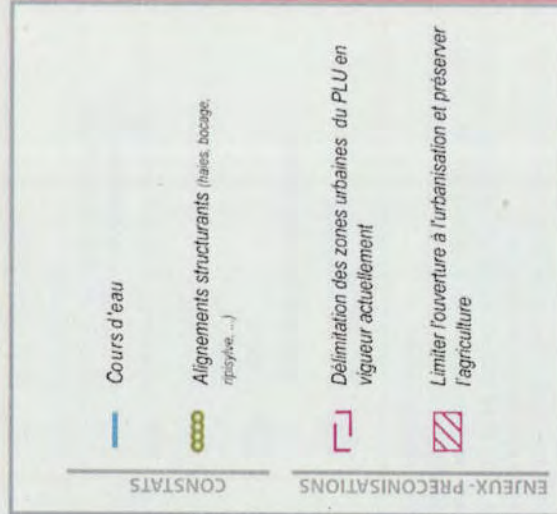 CONSTATS
Cours d'eau
Alignements structurants (haies, bocage,
ripisylve, ...)
ENJEUX- PRÉCONISATIONS
Délimitation des zones urbaines du PLU en
vigueur actuellement
Limiter l'ouverture à l'urbanisation et préserver
l'agriculture